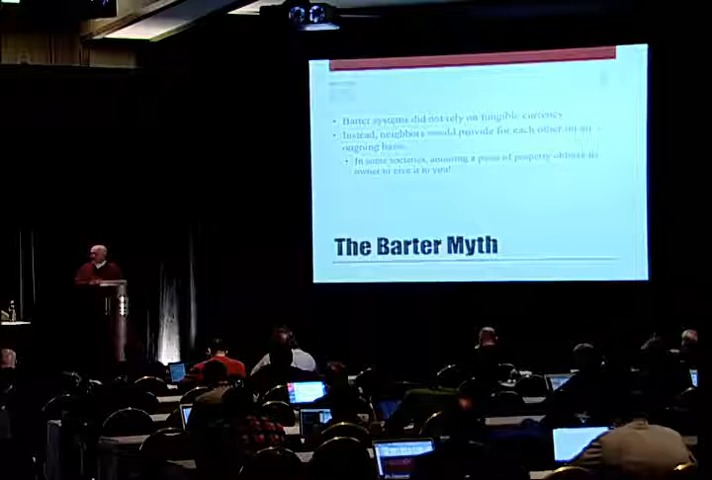 • Barter systems did not rely on fungible currency
• Instead, neighbors would provide for each other on an
ongoing basis.
• In some societies, admiring a piece of property obliges its
owner to give it to you!
The Barter Myth